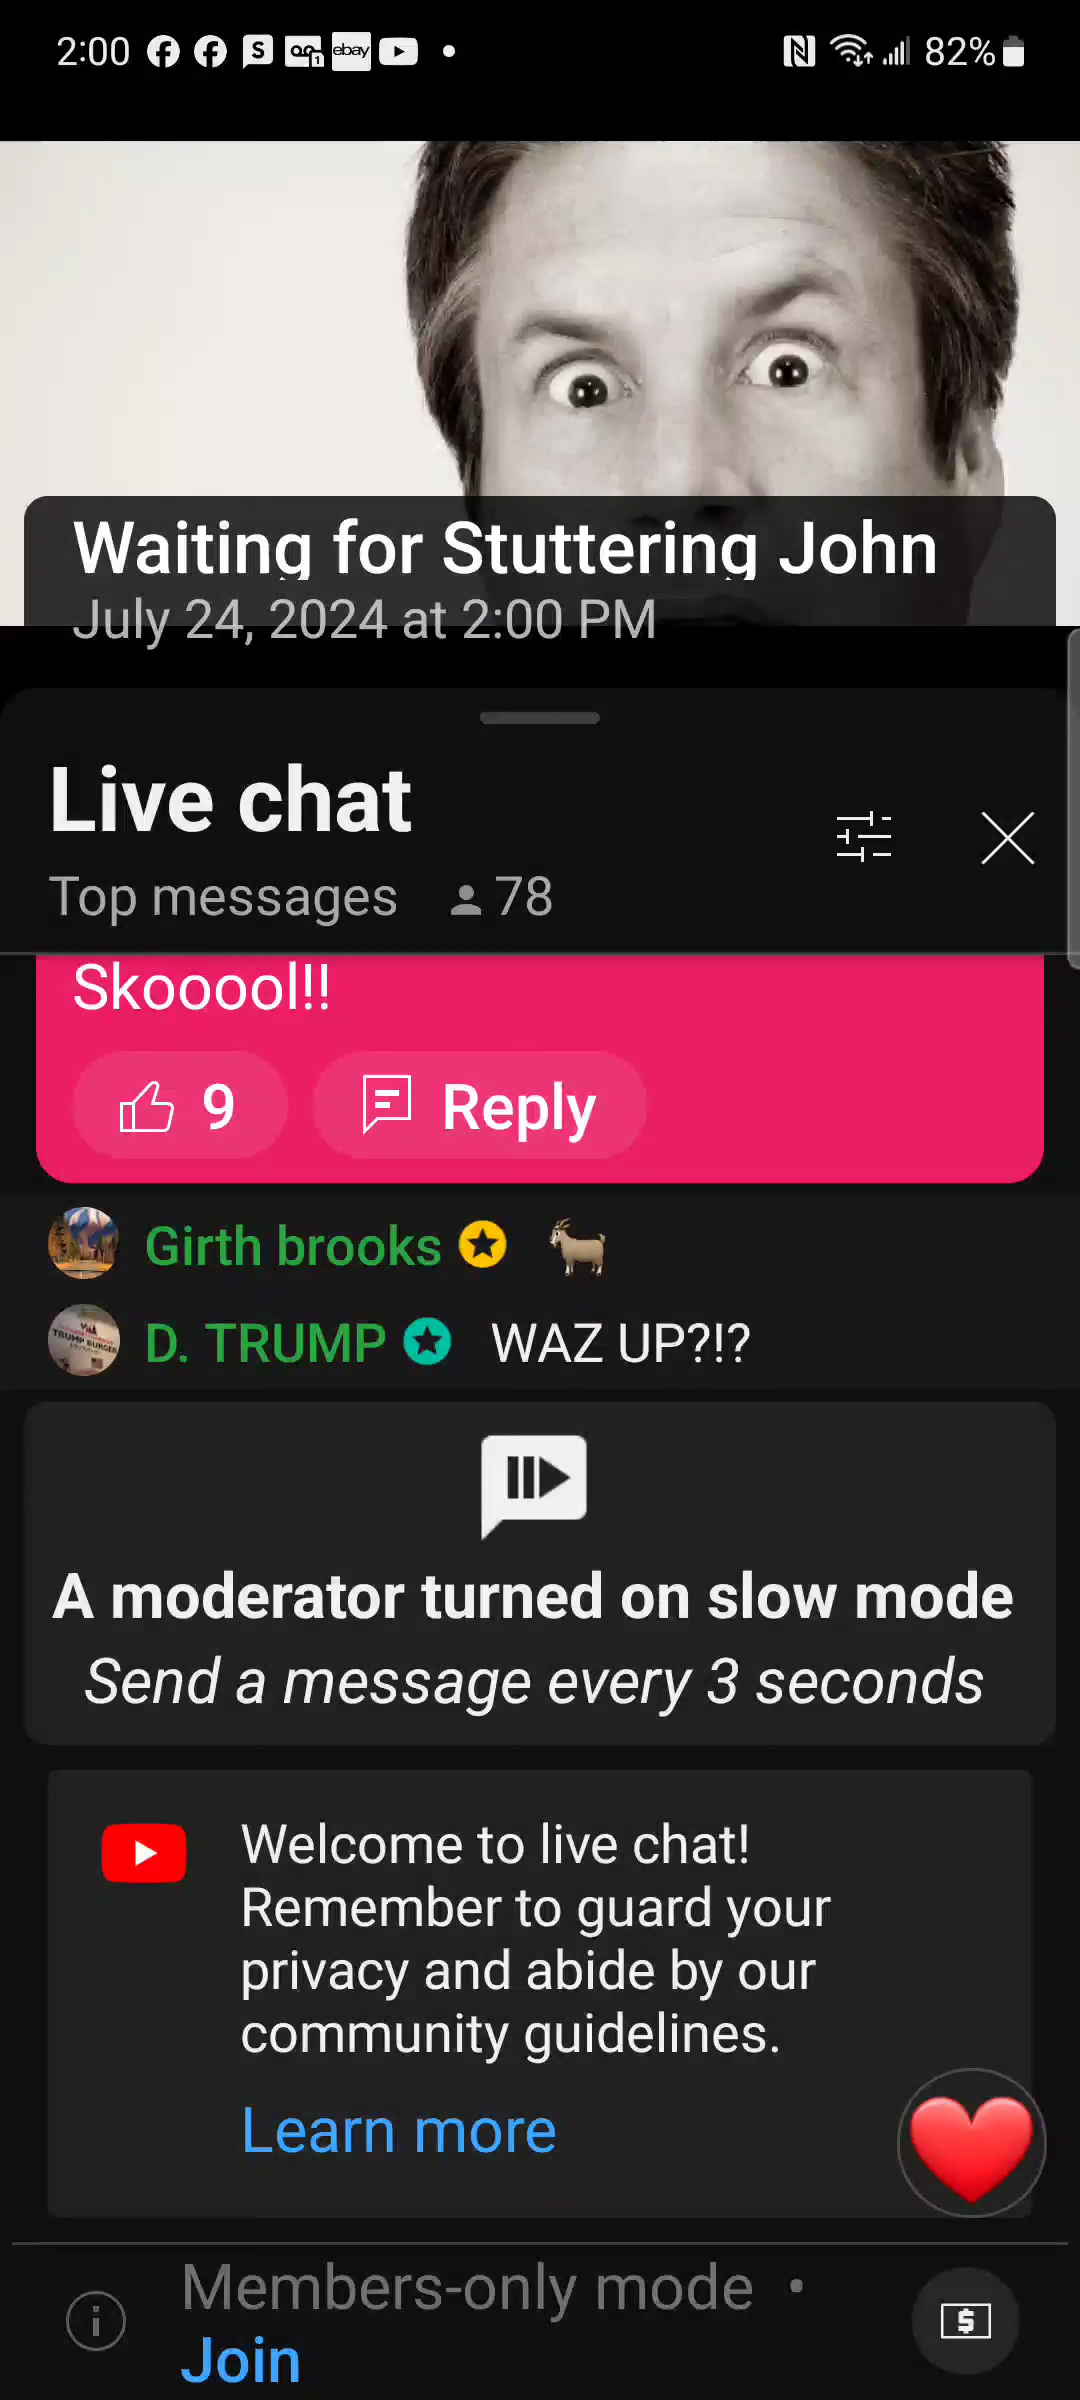 2:00 ebay 82%
Waiting for Stuttering John
July 24, 2024 at 2:00 PM
Live chat
Top messages 78
Skooool!!
9 Reply
Girth brooks
D. TRUMP WAZ UP?!?
TRUMP BURGER
A moderator turned on slow mode
Send a message every 3 seconds
Welcome to live chat!
Remember to guard your
privacy and abide by our
community guidelines.
Learn more
Members-only mode •
Join